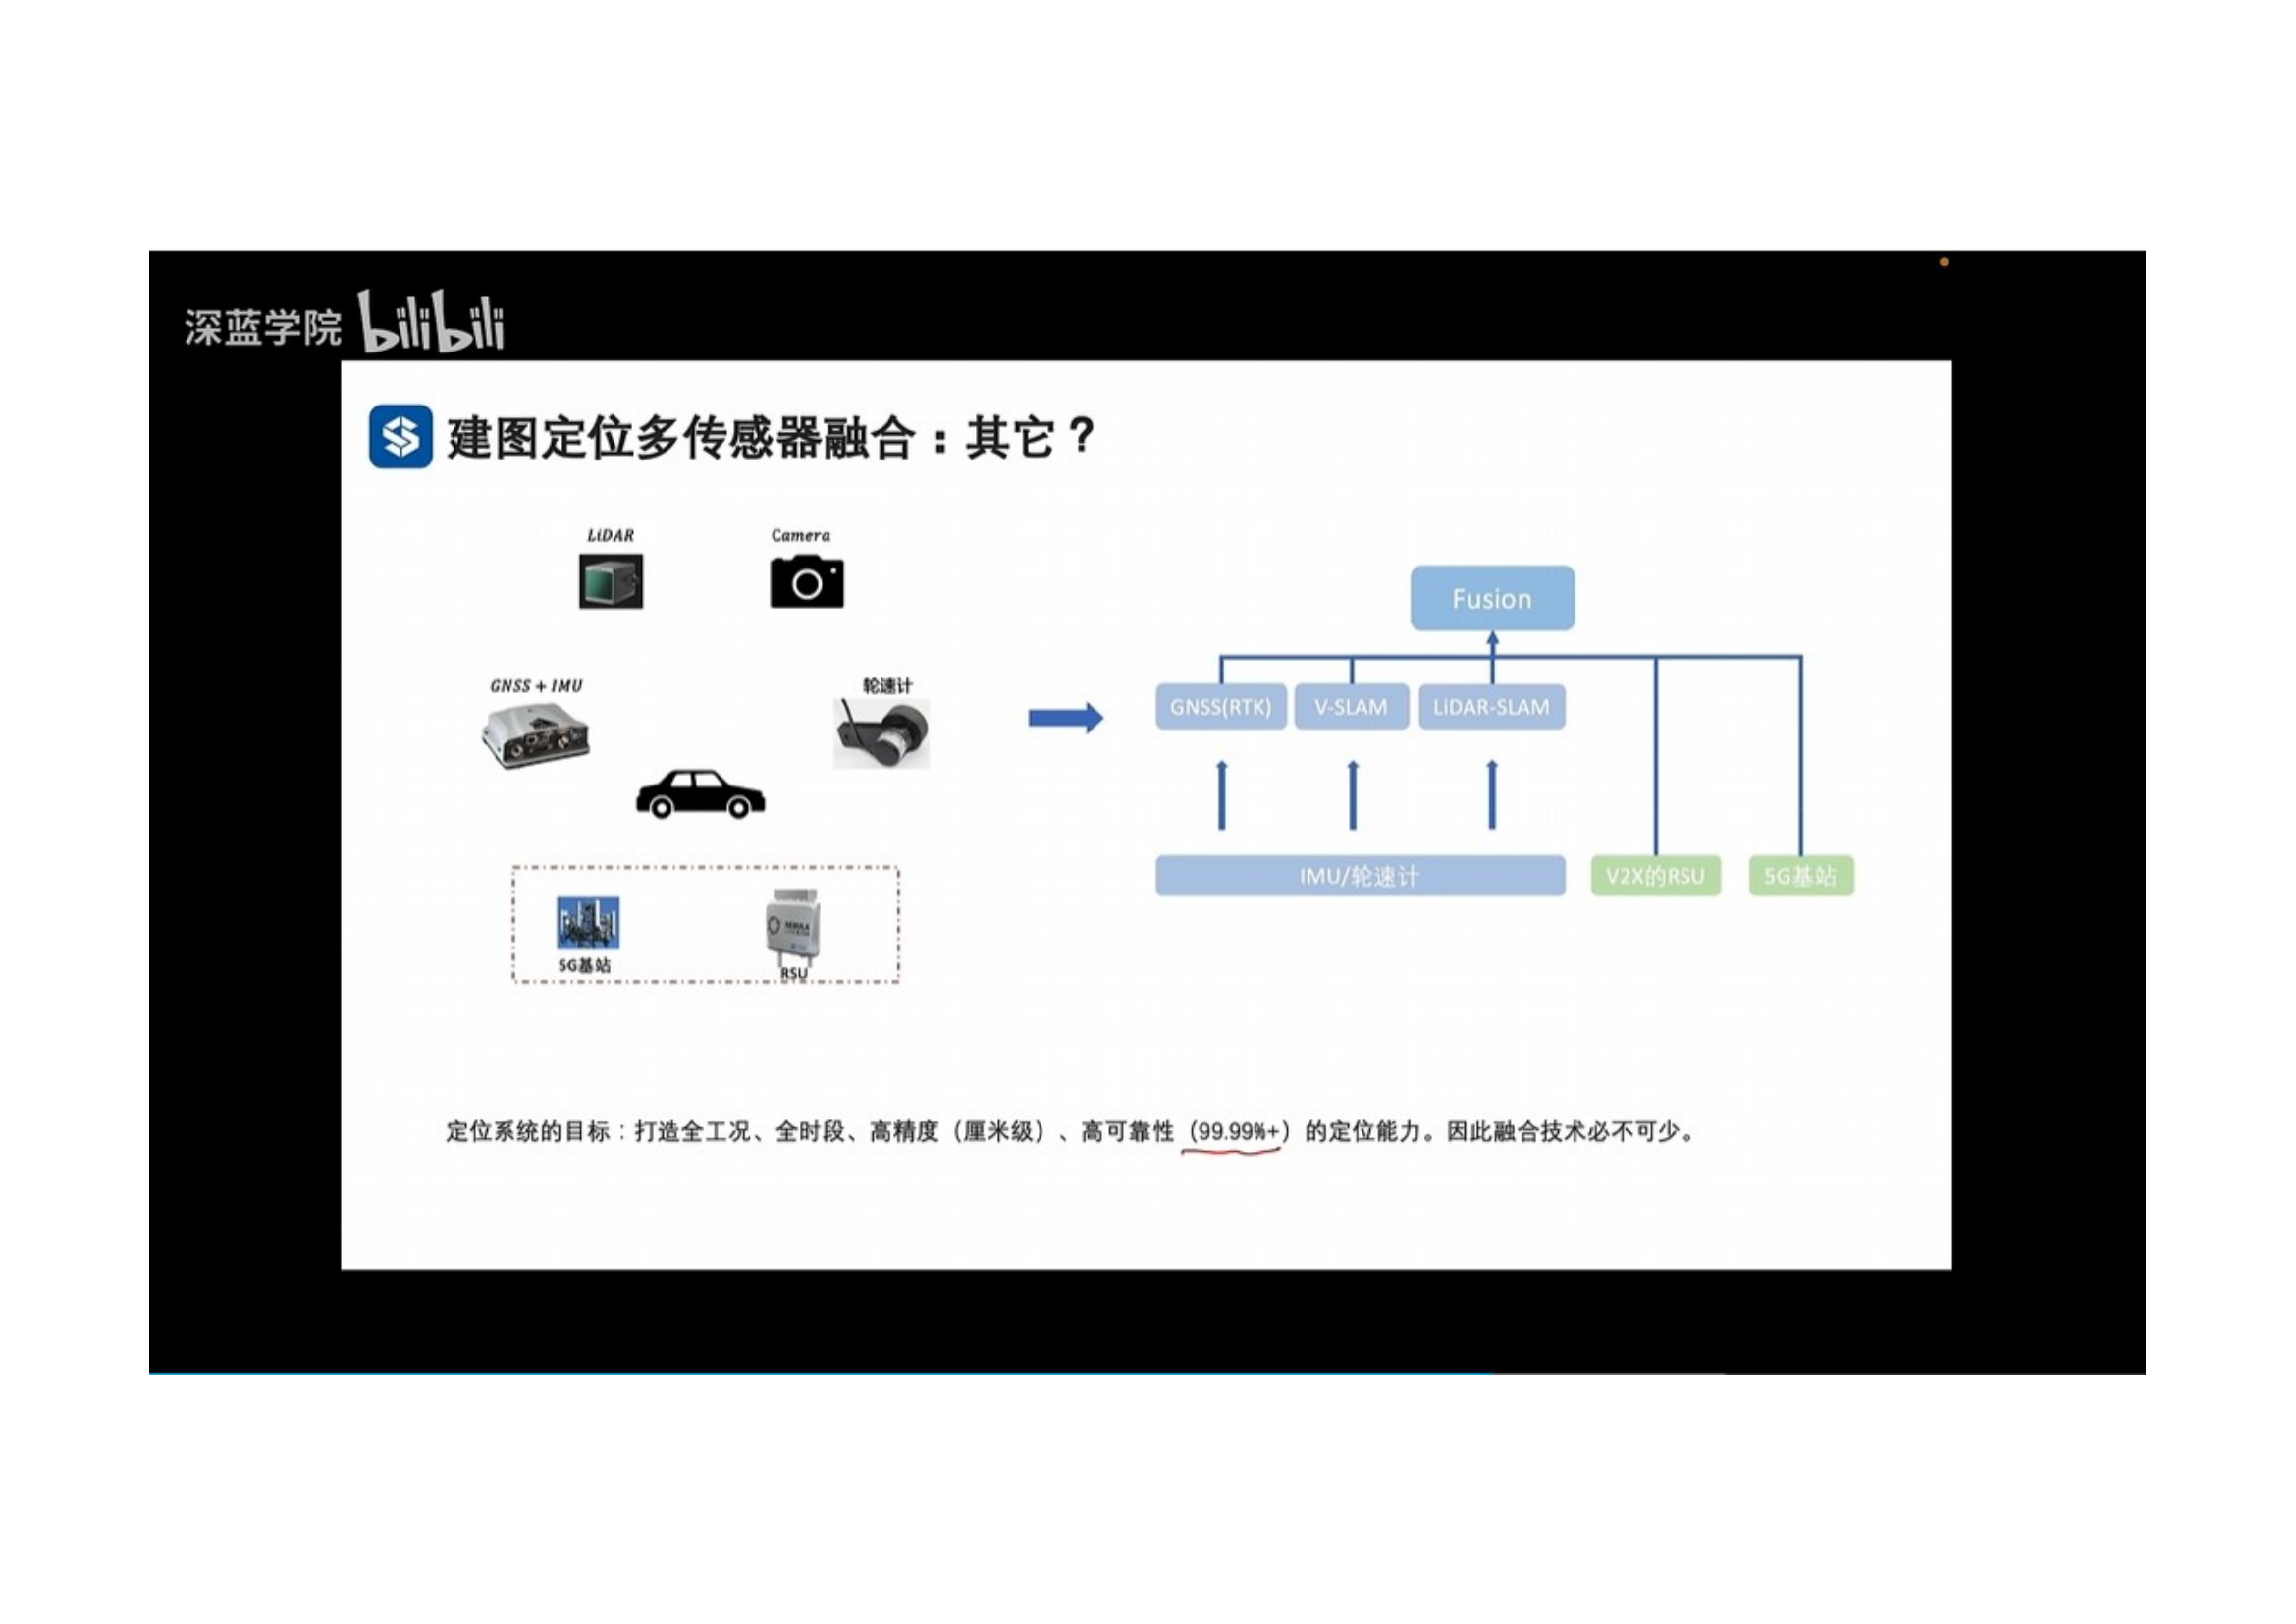 深蓝学院 bilibili
建图定位多传感器融合：其它？
LiDAR
Camera
GNSS + IMU
轮速计
5G基站
RSU
Fusion
GNSS(RTK)
V-SLAM
LiDAR-SLAM
IMU/轮速计
V2X的RSU
5G基站
定位系统的目标：打造全工况、全时段、高精度（厘米级）、高可靠性（99.99%+）的定位能力。因此融合技术必不可少。